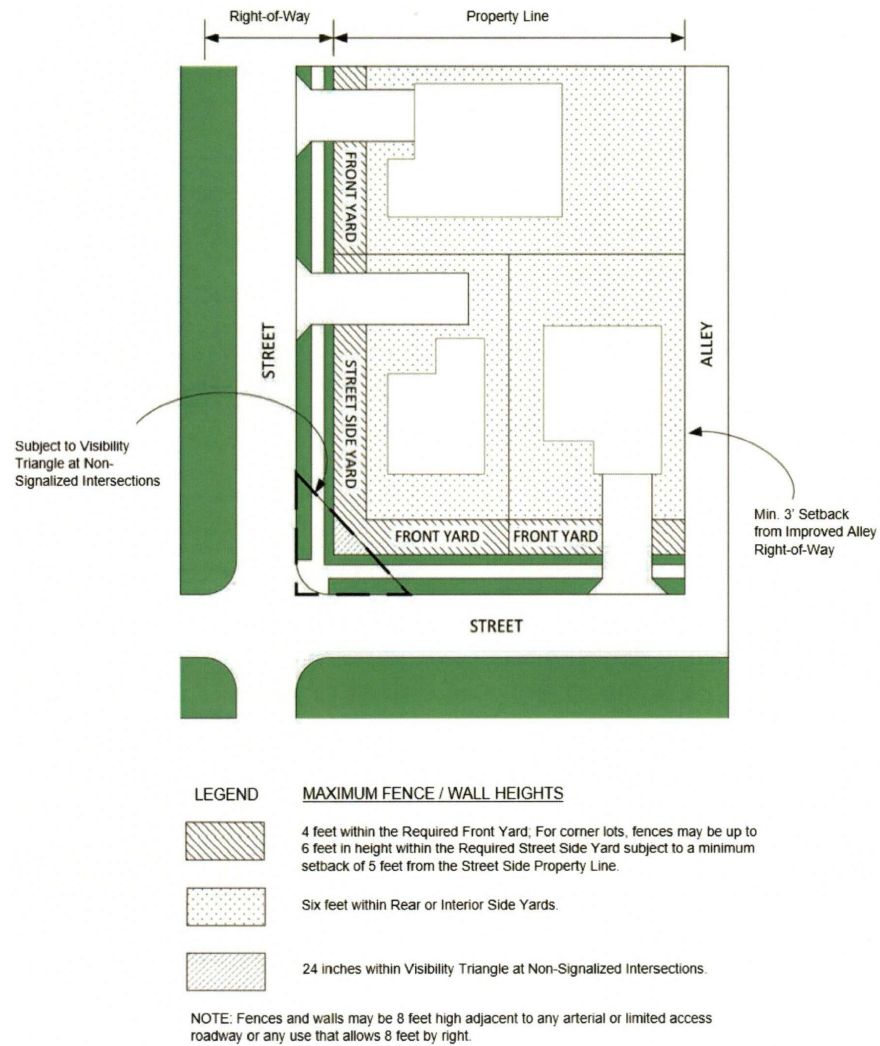 Right-of-Way
Property Line
FRONT YARD
STREET
ALLEY
STREET SIDE YARD
Subject to Visibility
Triangle at Non-
Signalized Intersections
Min. 3' Setback
from Improved Alley
Right-of-Way
FRONT YARD
FRONT YARD
STREET
LEGEND
MAXIMUM FENCE / WALL HEIGHTS
4 feet within the Required Front Yard; For corner lots, fences may be up to
6 feet in height within the Required Street Side Yard subject to a minimum
setback of 5 feet from the Street Side Property Line.
Six feet within Rear or Interior Side Yards.
24 inches within Visibility Triangle at Non-Signalized Intersections.
NOTE: Fences and walls may be 8 feet high adjacent to any arterial or limited access
roadway or any use that allows 8 feet by right.